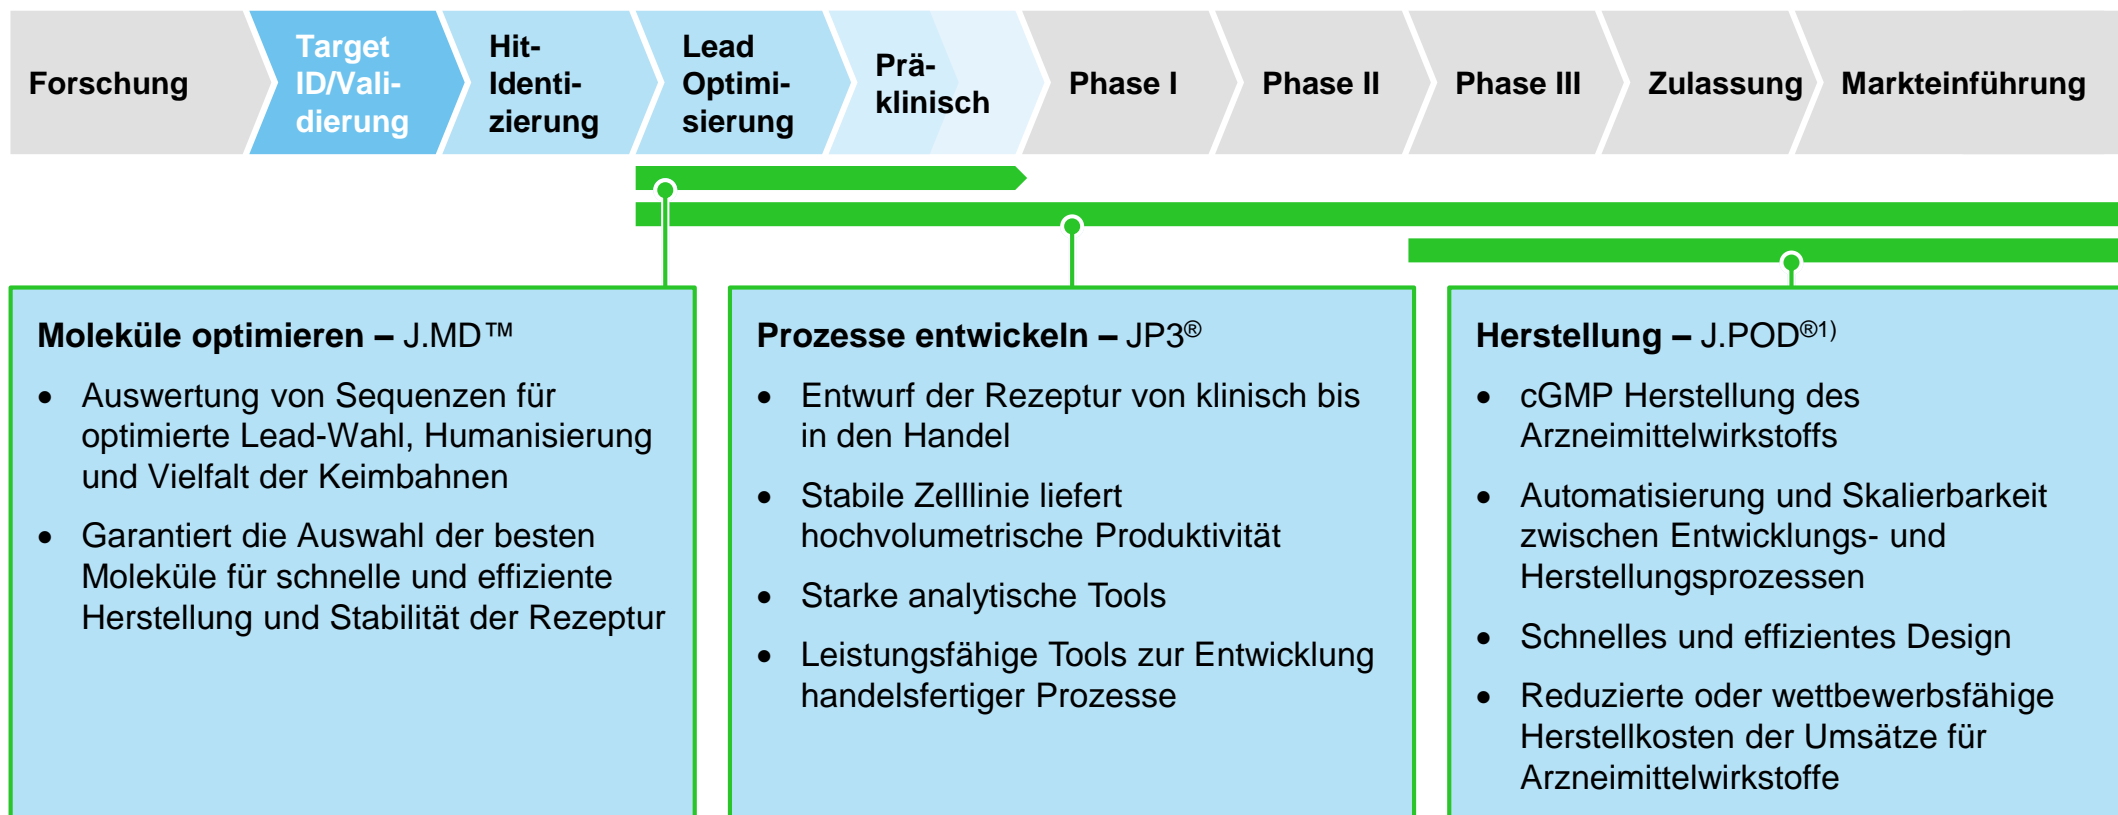 Forschung
Target
ID/Vali-
dierung
Hit-
Identi-
zierung
Lead
Optimi-
sierung
Prä-
klinisch
Phase I
Phase II
Phase III
Zulassung
Markteinführung
Moleküle optimieren – J.MD™
• Auswertung von Sequenzen für
optimierte Lead-Wahl, Humanisierung
und Vielfalt der Keimbahnen
• Garantiert die Auswahl der besten
Moleküle für schnelle und effiziente
Herstellung und Stabilität der Rezeptur
Prozesse entwickeln – JP3®
• Entwurf der Rezeptur von klinisch bis
in den Handel
• Stabile Zelllinie liefert
hochvolumetrische Produktivität
• Starke analytische Tools
• Leistungsfähige Tools zur Entwicklung
handelsfertiger Prozesse
Herstellung – J.POD®1)
• cGMP Herstellung des
Arzneimittelwirkstoffs
• Automatisierung und Skalierbarkeit
zwischen Entwicklungs- und
Herstellungsprozessen
• Schnelles und effizientes Design
• Reduzierte oder wettbewerbsfähige
Herstellkosten der Umsätze für
Arzneimittelwirkstoffe